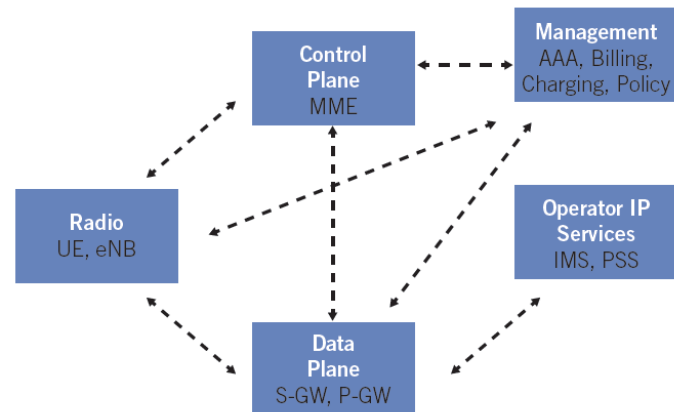 Control
Plane
MME
Management
AAA, Billing,
Charging, Policy
Radio
UE, eNB
Operator IP
Services
IMS, PSS
Data
Plane
S-GW, P-GW